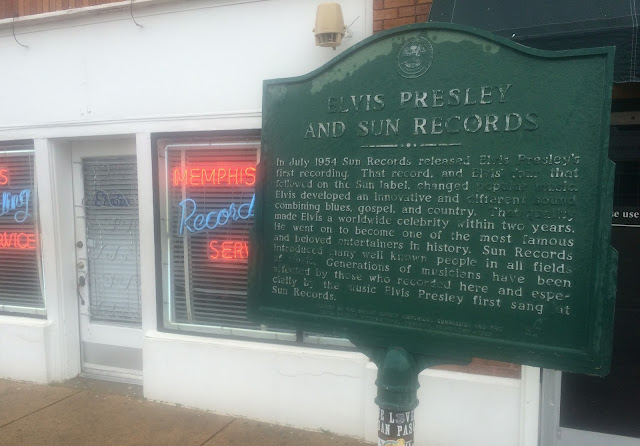 ELVIS PRESLEY
AND SUN RECORDS
In July 1954 Sun Records released Elvis Presley's
first recording. That record, and Elvis' four that
followed on the Sun label, changed popular music.
Elvis developed an innovative and different sound
combining blues, gospel, and country. That quality
made Elvis a worldwide celebrity within two years.
He went on to become one of the most famous
and beloved entertainers in history. Sun Records
introduced many well known people in all fields
of music. Generations of musicians have been
affected by those who recorded here and espe-
cially by the music Elvis Presley first sang at
Sun Records.
MEMPHIS
Record
SERV
S
ing
RVICE
se use